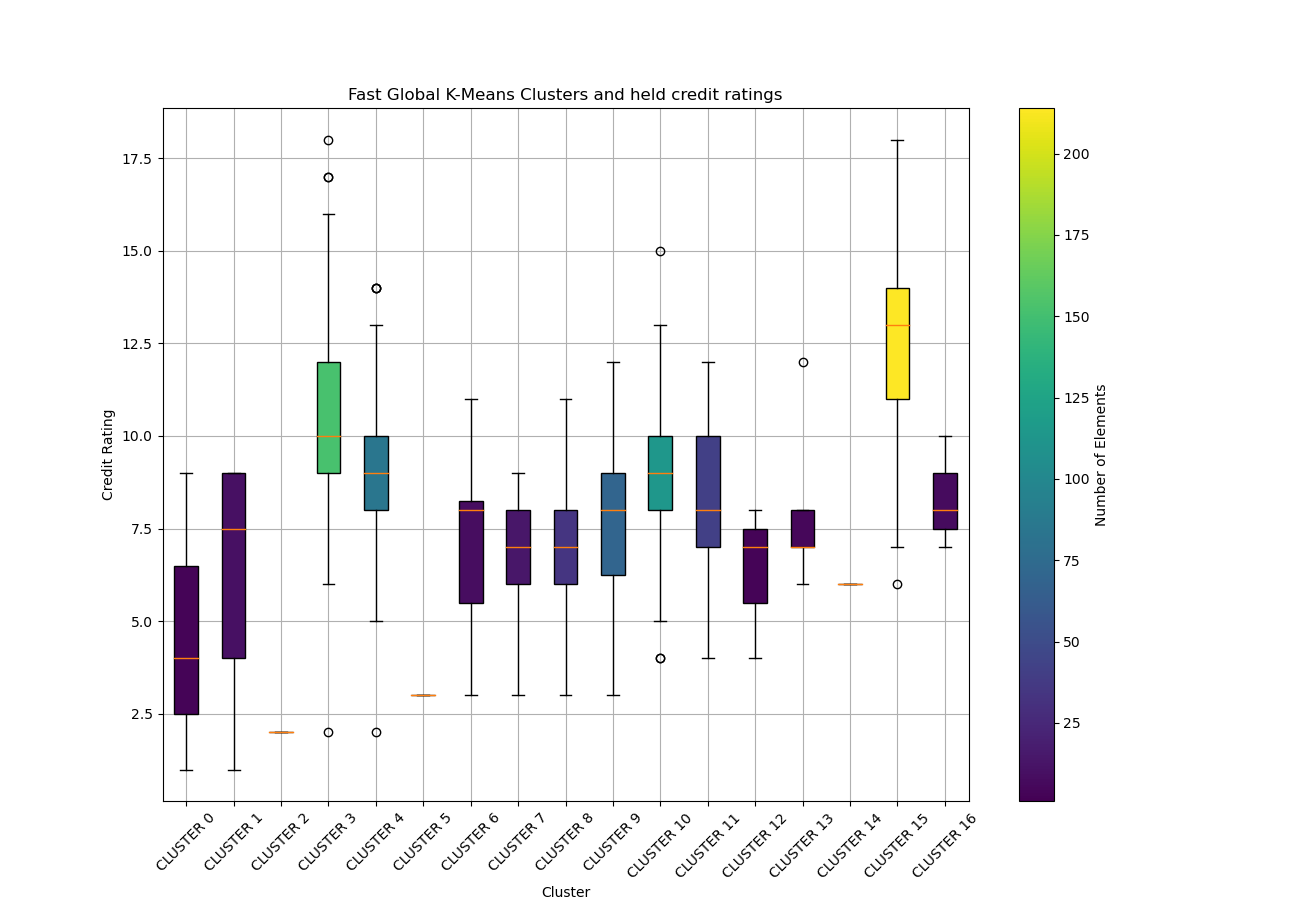 Fast Global K-Means Clusters and held credit ratings
Credit Rating
17.5
15.0
12.5
10.0
7.5
5.0
2.5
CLUSTER 0
CLUSTER 1
CLUSTER 2
CLUSTER 3
CLUSTER 4
CLUSTER 5
CLUSTER 6
CLUSTER 7
CLUSTER 8
CLUSTER 9
CLUSTER 10
CLUSTER 11
CLUSTER 12
CLUSTER 13
CLUSTER 14
CLUSTER 15
CLUSTER 16
Cluster
200
175
150
125
100
75
50
25
Number of Elements